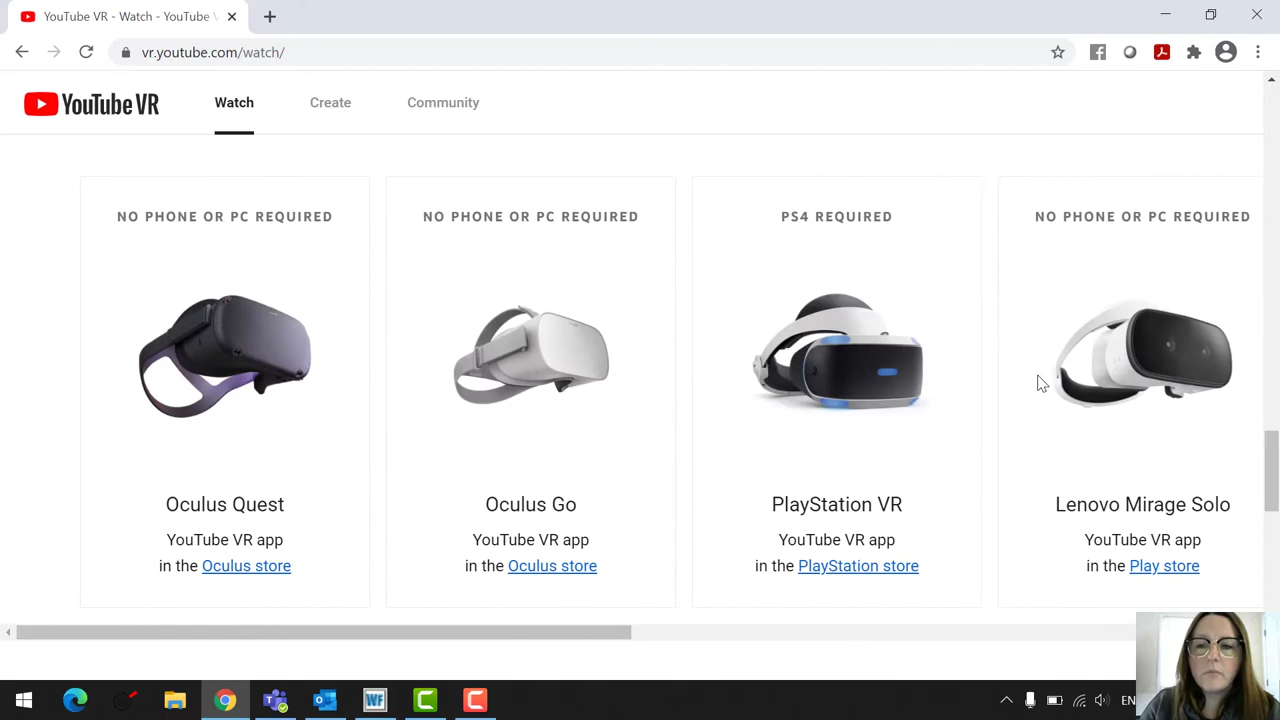 YouTube VR - Watch - YouTube V
vr.youtube.com/watch/
YouTube VR
Watch
Create
Community
NO PHONE OR PC REQUIRED
Oculus Quest
YouTube VR app
in the Oculus store
NO PHONE OR PC REQUIRED
Oculus Go
YouTube VR app
in the Oculus store
PS4 REQUIRED
PlayStation VR
YouTube VR app
in the PlayStation store
NO PHONE OR PC REQUIRED
Lenovo Mirage Solo
YouTube VR app
in the Play store
WF
C
C
EN